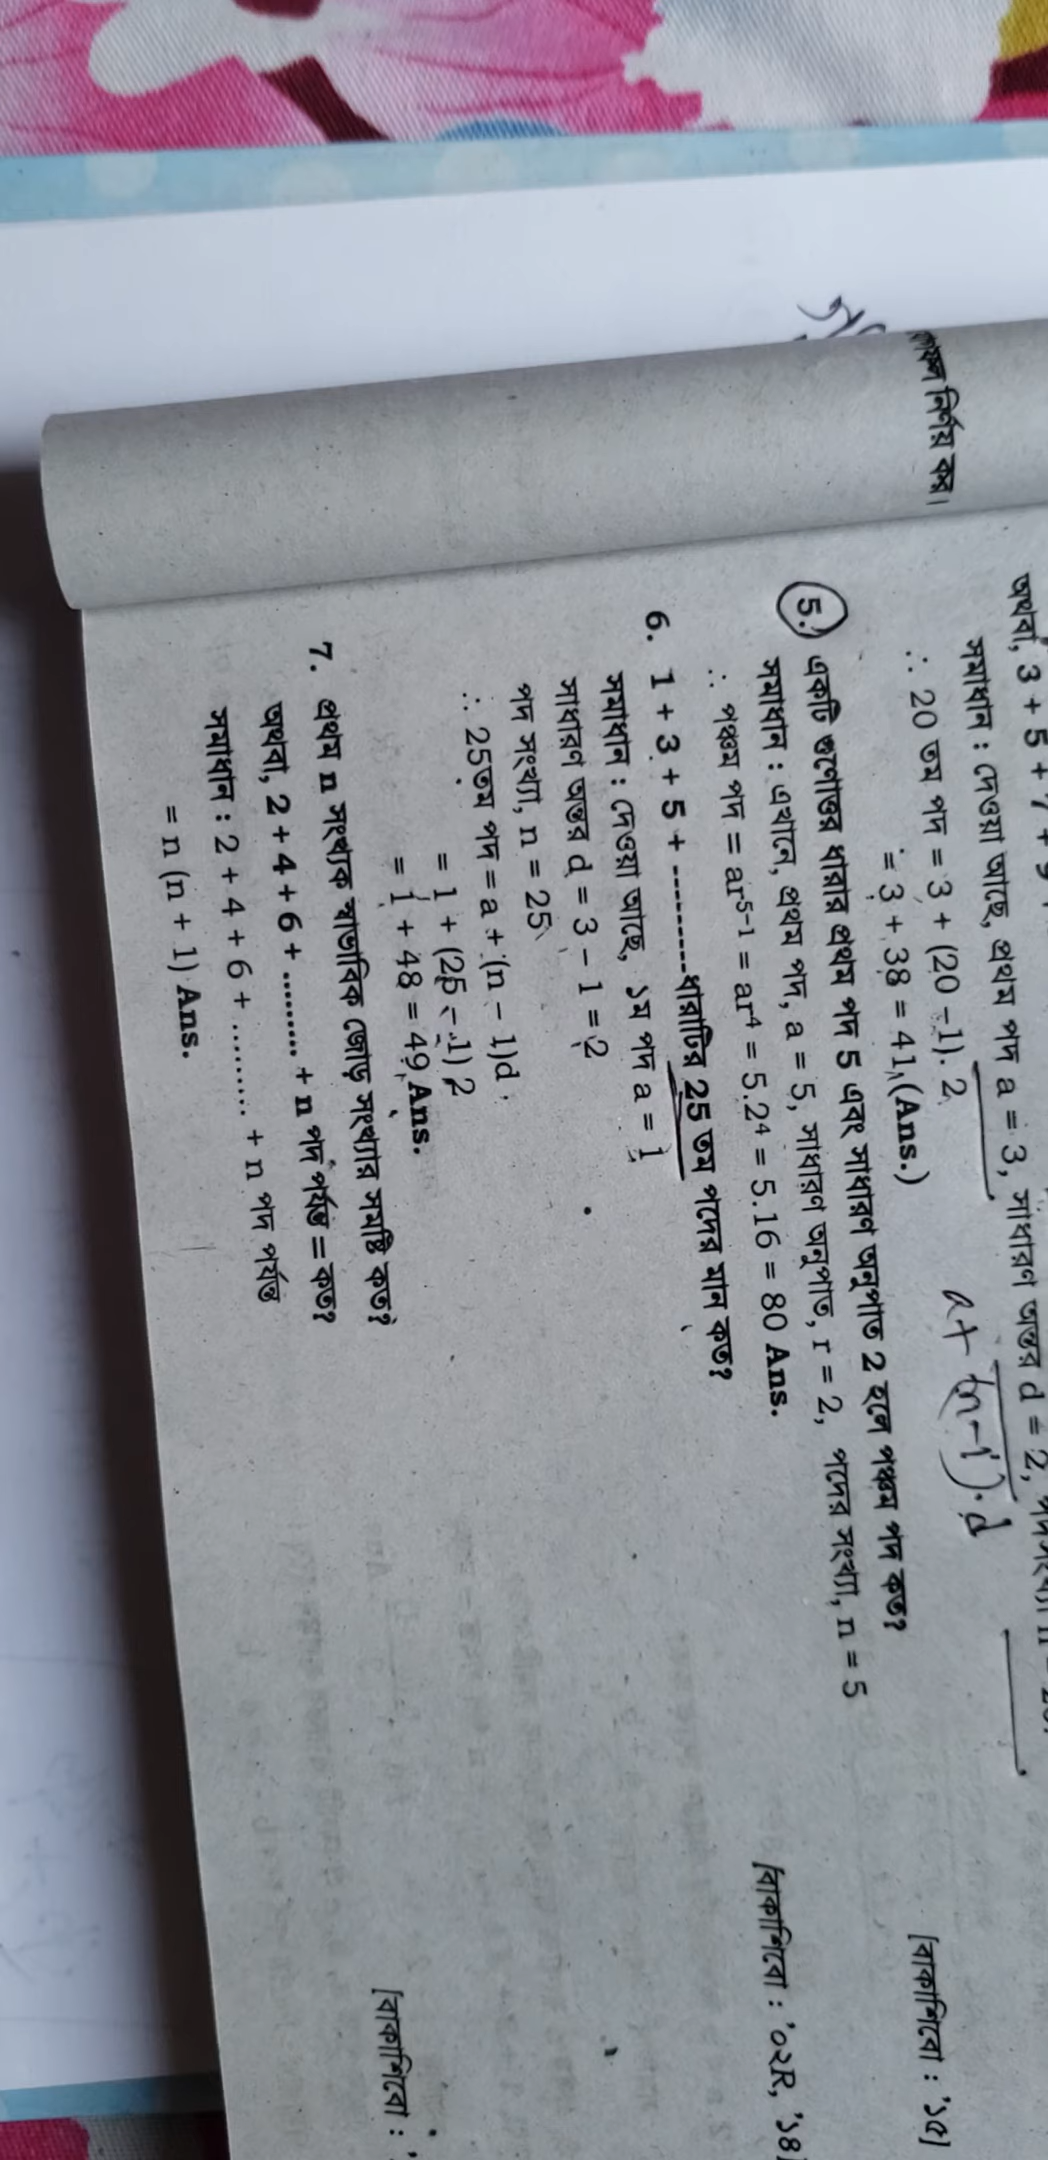 অথবা, 3 + 5 + 7 +
সমাধান : দেওয়া আছে, প্রথম পদ a = 3, সাধারণ অন্তর d = 2,
∴ 20 তম পদ = 3 + (20 – 1). 2
= 3 + 38 = 41 (Ans.)
a + (n – 1).d
[বাকাশিবো : '১৫]
নির্ণয় কর।
5. একটি গুণোত্তর ধারার প্রথম পদ 5 এবং সাধারণ অনুপাত 2 হলে পঞ্চম পদ কত?
সমাধান : এখানে, প্রথম পদ, a = 5, সাধারণ অনুপাত, r = 2, পদের সংখ্যা, n = 5
∴ পঞ্চম পদ = ar⁵⁻¹ = ar⁴ = 5.2⁴ = 5.16 = 80 Ans.
[বাকাশিবো : '০২R, '১৪]
6. 1 + 3 + 5 + ---------ধারাটির 25 তম পদের মান কত?
সমাধান : দেওয়া আছে, ১ম পদ a = 1
সাধারণ অন্তর d = 3 – 1 = 2
পদ সংখ্যা, n = 25
∴ 25তম পদ = a + (n – 1)d
= 1 + (25 – 1) 2
= 1 + 48 = 49 Ans.
7. প্রথম n সংখ্যক স্বাভাবিক জোড় সংখ্যার সমষ্টি কত?
[বাকাশিবো : '
অথবা, 2 + 4 + 6 + ......... + n পদ পর্যন্ত = কত?
সমাধান : 2 + 4 + 6 + ......... + n পদ পর্যন্ত
= n (n + 1) Ans.